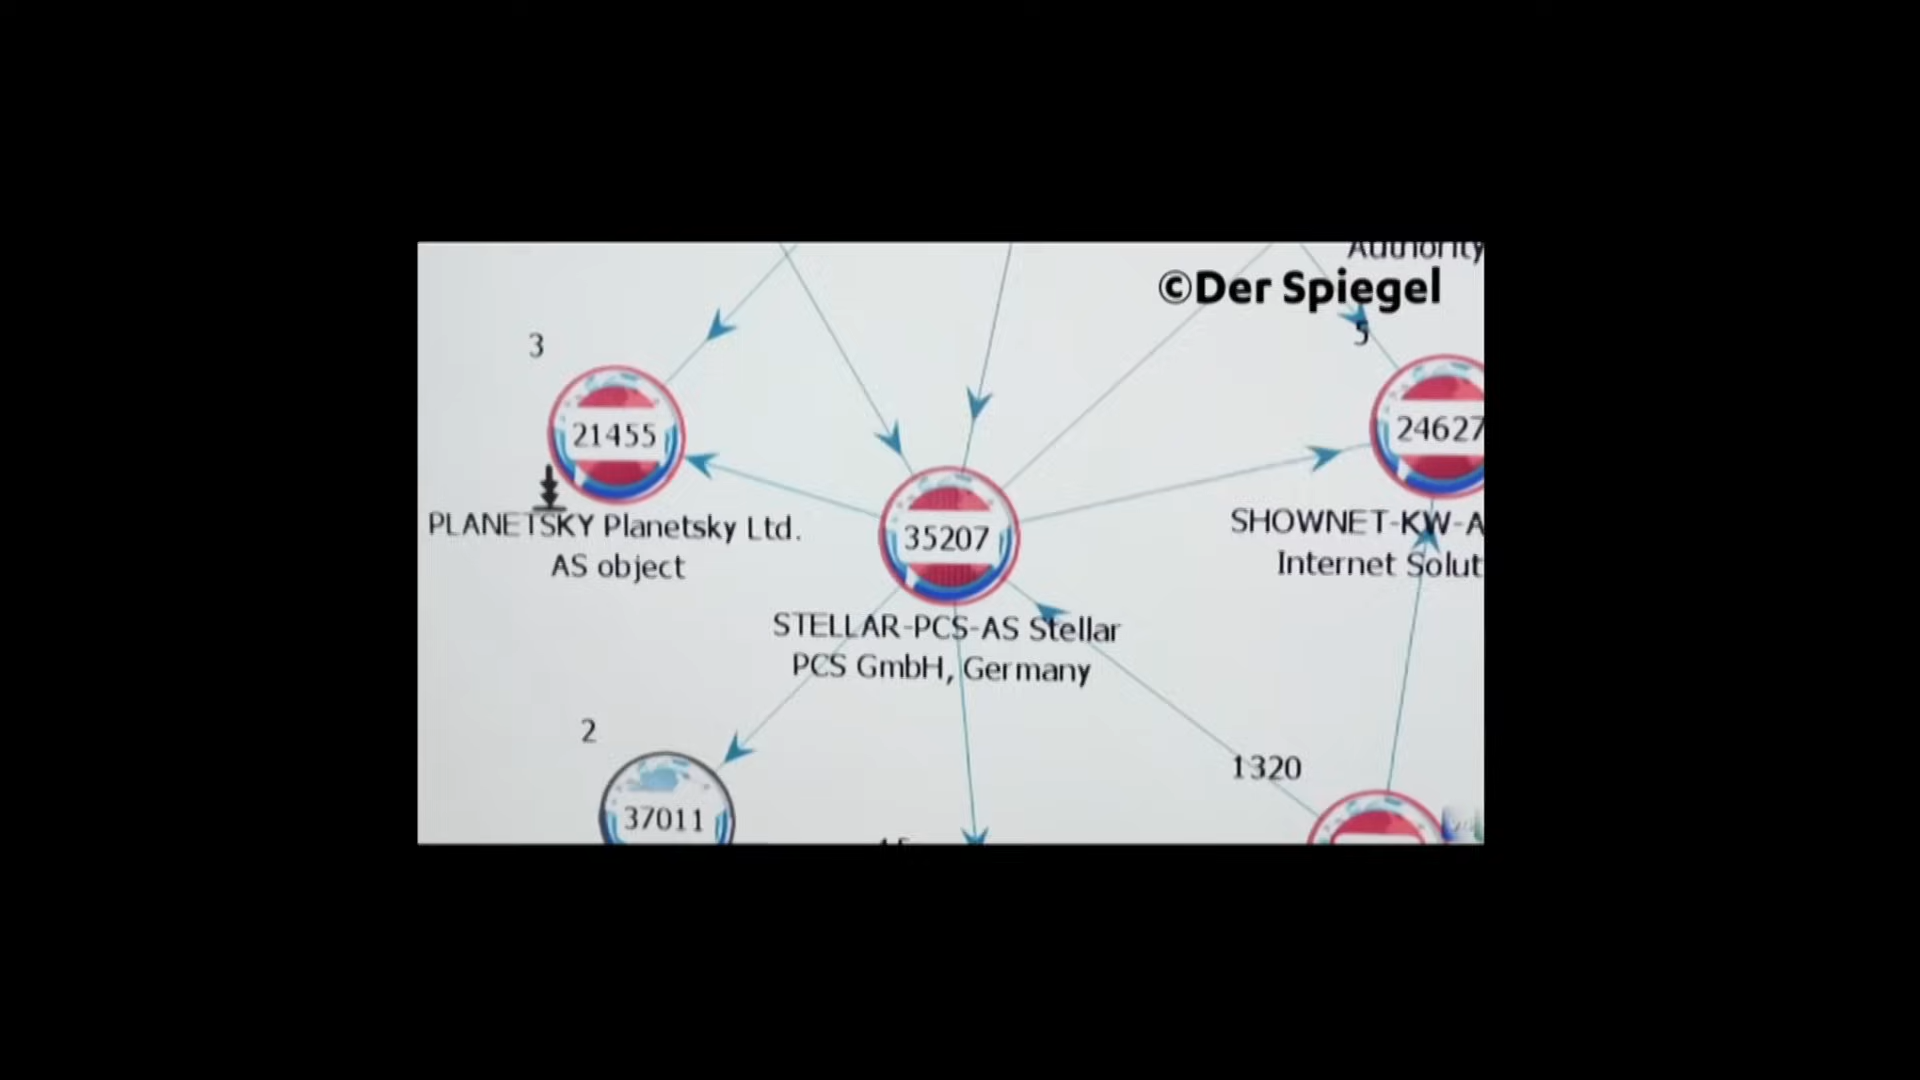 Authority
©Der Spiegel
3
5
21455
24627
PLANETSKY Planetsky Ltd.
AS object
35207
SHOWNET-KW-A
Internet Solut
STELLAR-PCS-AS Stellar
PCS GmbH, Germany
2
1320
37011